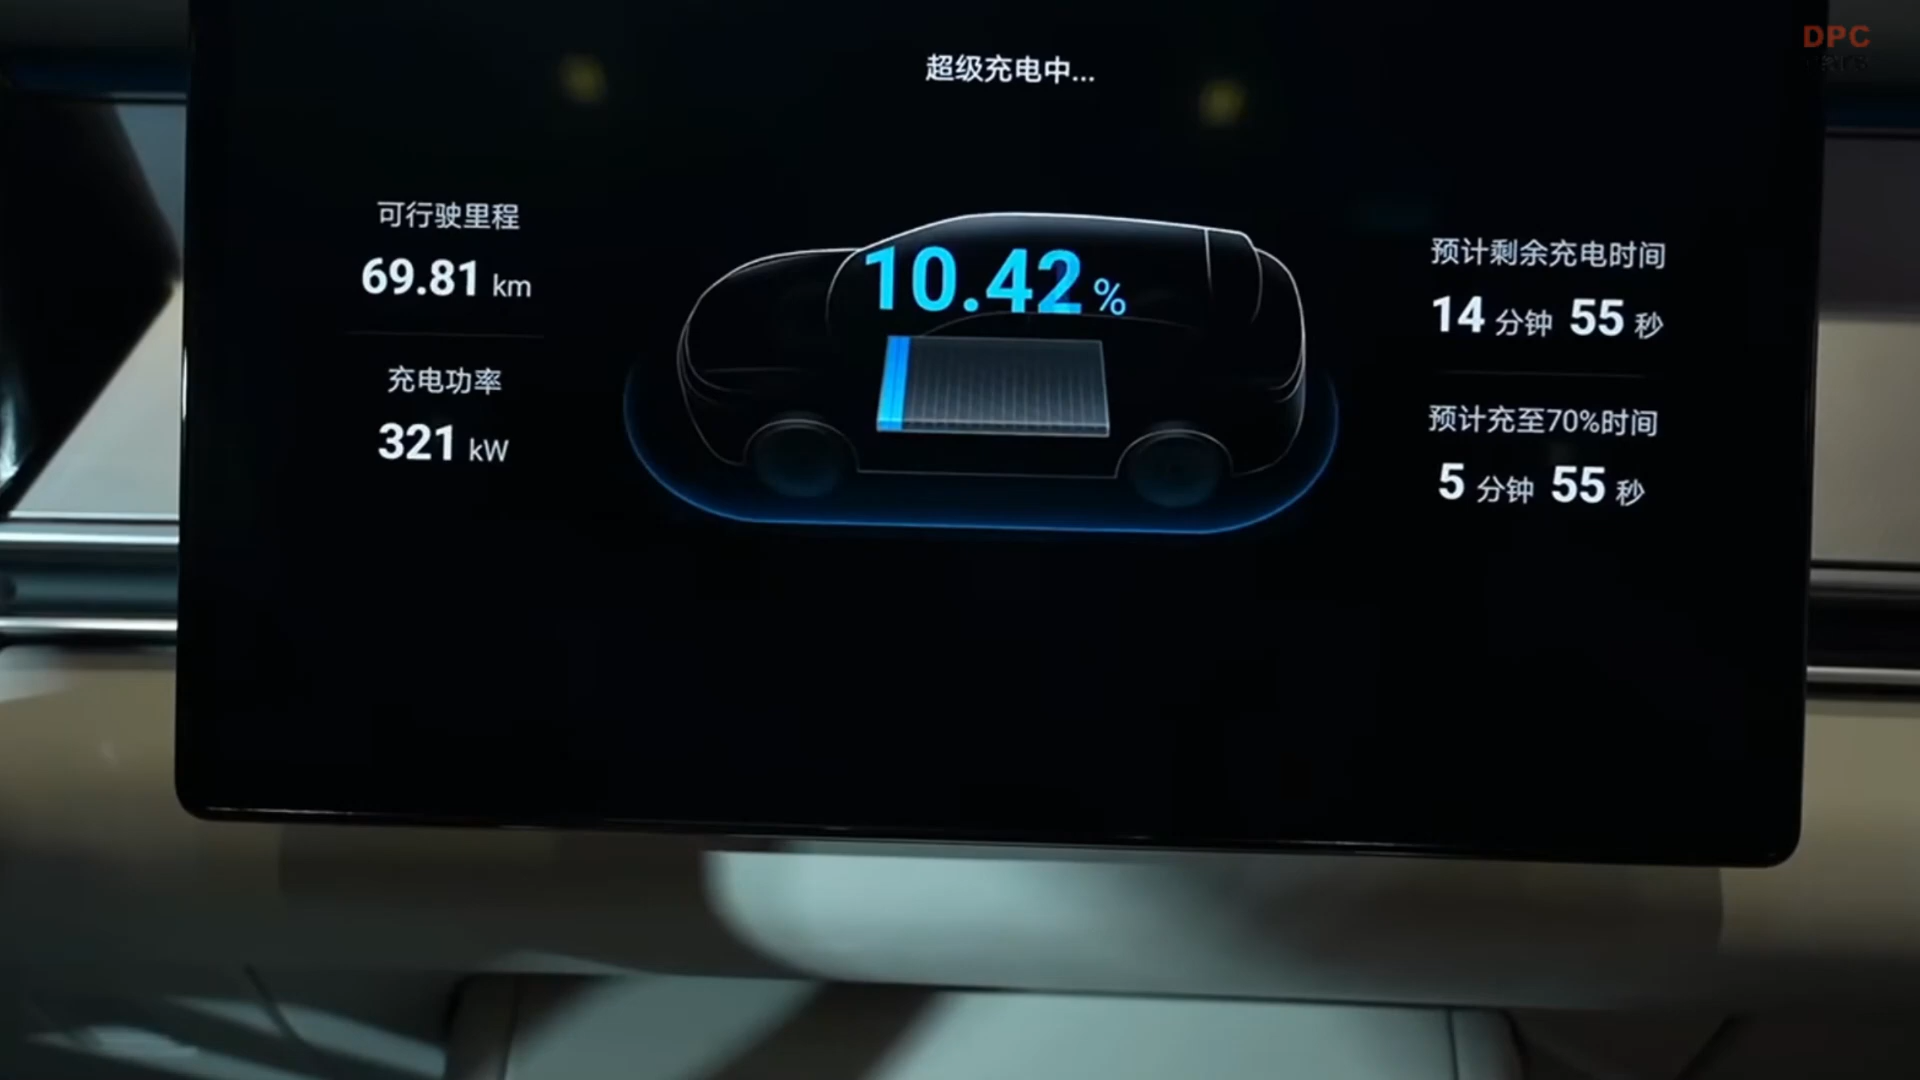 DPC
超级充电中...
可行驶里程
69.81 km
充电功率
321 kW
10.42%
预计剩余充电时间
14 分钟 55 秒
预计充至70%时间
5 分钟 55 秒